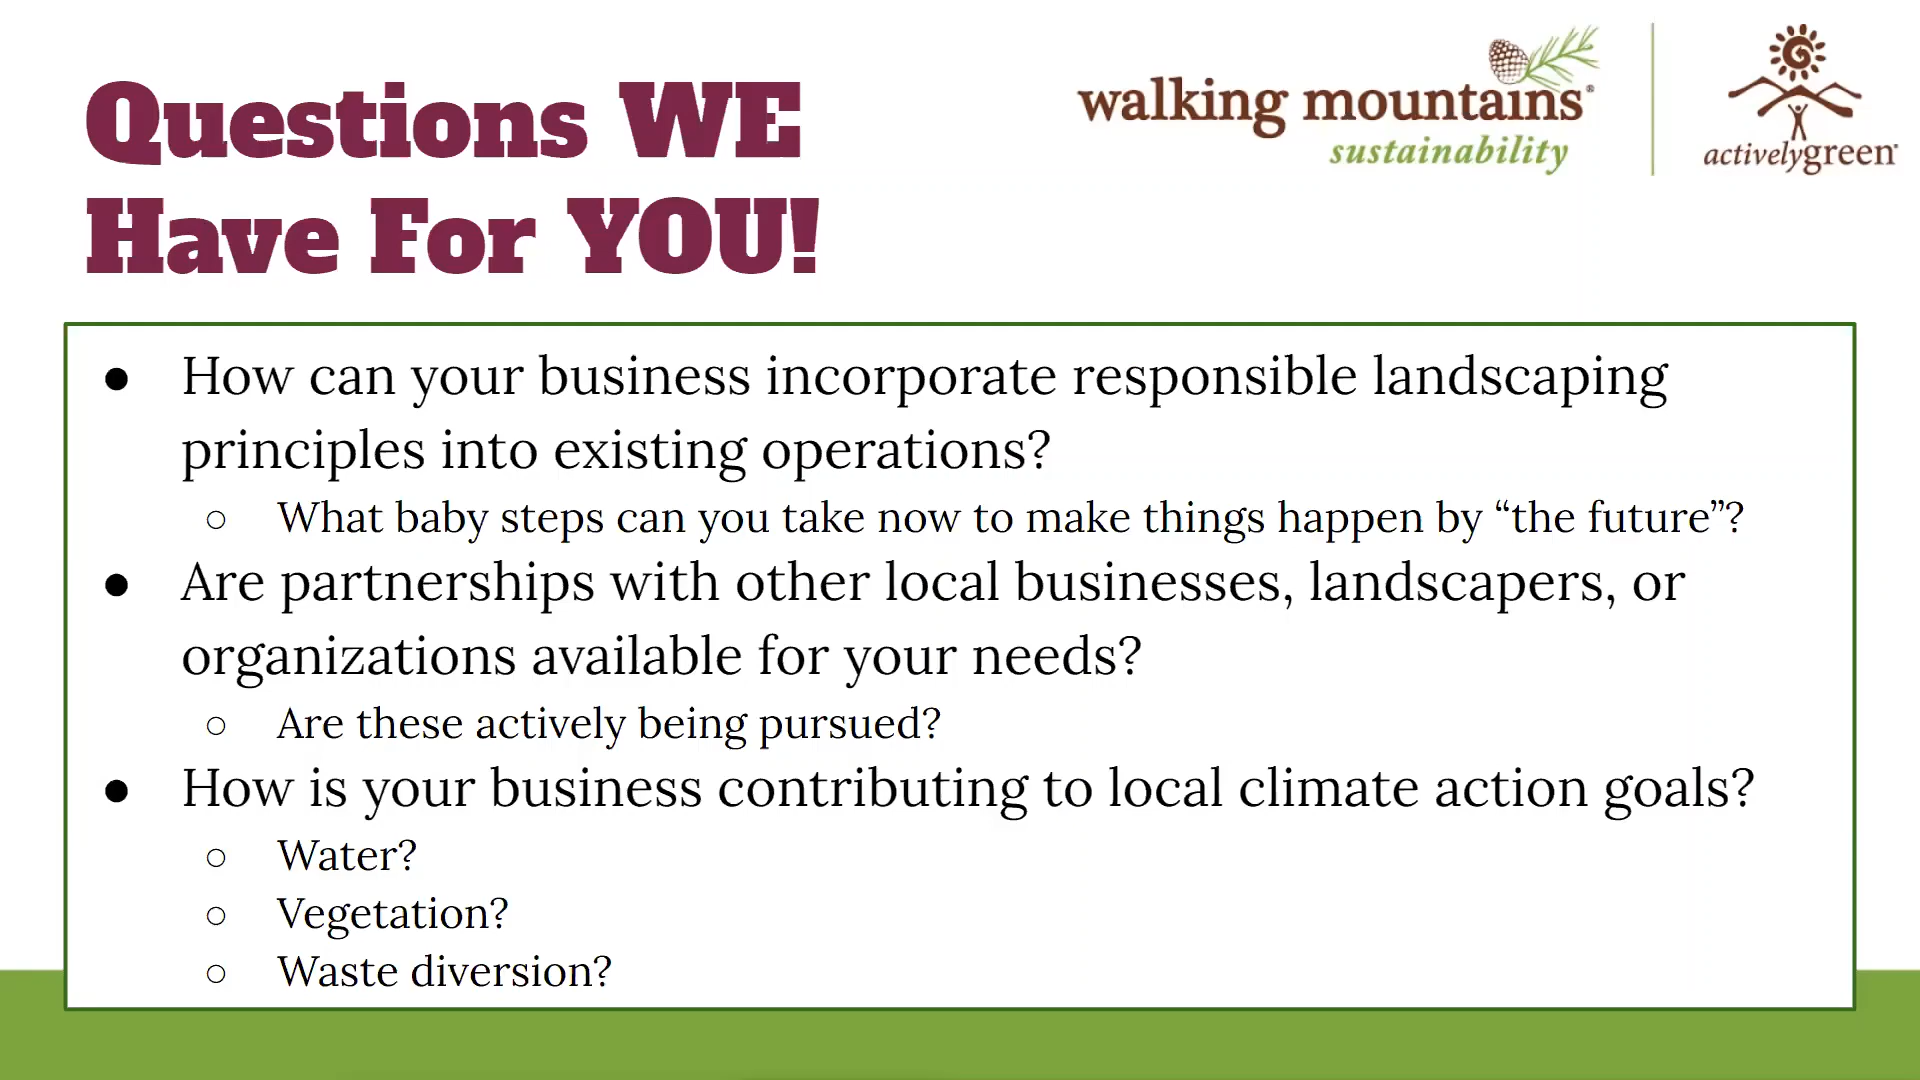 Questions WE
Have For YOU!
walking mountains®
sustainability
activelygreen®
● How can your business incorporate responsible landscaping
principles into existing operations?
○ What baby steps can you take now to make things happen by “the future”?
● Are partnerships with other local businesses, landscapers, or
organizations available for your needs?
○ Are these actively being pursued?
● How is your business contributing to local climate action goals?
○ Water?
○ Vegetation?
○ Waste diversion?